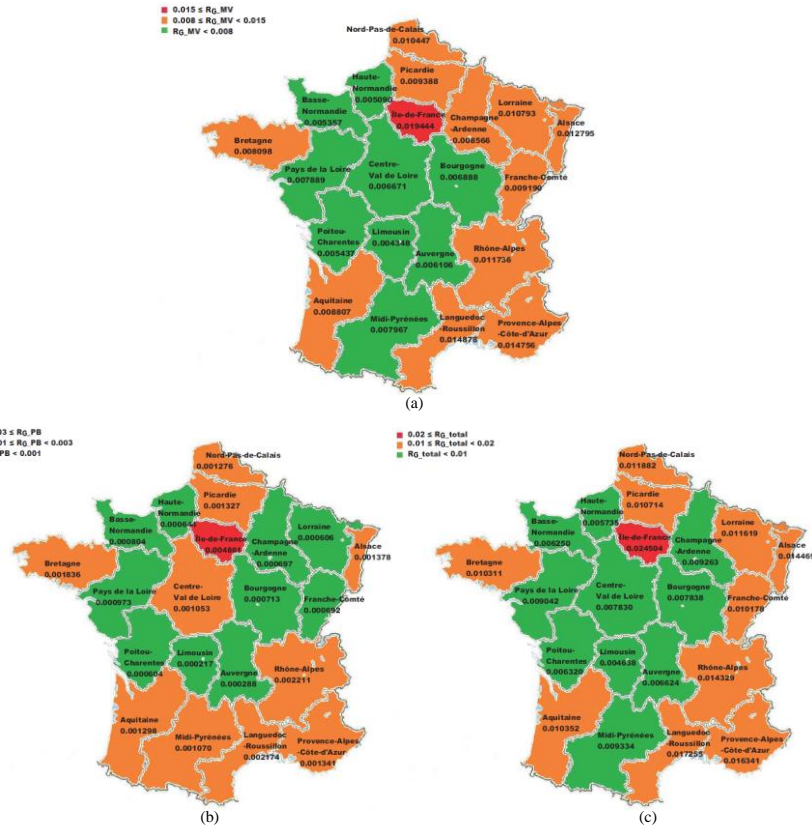 0.015 ≤ RG_MV
0.008 ≤ RG_MV < 0.015
RG_MV < 0.008
Nord-Pas-de-Calais
0.010447
Picardie
0.009388
Haute-
Normandie
0.005090
Basse-
Normandie
0.005357
Île-de-France
0.019444
Champagne
-Ardenne
0.008566
Lorraine
0.010793
Alsace
0.012795
Bretagne
0.008098
Pays de la Loire
0.007889
Centre-
Val de Loire
0.006671
Bourgogne
0.006888
Franche-Comté
0.009190
Poitou-
Charentes
0.005437
Limousin
0.004348
Auvergne
0.006106
Rhône-Alpes
0.011736
Aquitaine
0.008807
Midi-Pyrénées
0.007967
Languedoc
-Roussillon
0.014878
Provence-Alpes
-Côte-d'Azur
0.014756
(a)
03 ≤ RG_PB
01 ≤ RG_PB < 0.003
PB < 0.001
Nord-Pas-de-Calais
0.001276
Picardie
0.001327
Haute-
Normandie
0.000644
Basse-
Normandie
0.000804
Île-de-France
Champagne
-Ardenne
0.000697
Lorraine
0.000606
Alsace
0.001378
Bretagne
0.001836
Pays de la Loire
0.000973
Centre-
Val de Loire
0.001053
Bourgogne
0.000713
Franche-Comté
0.000692
Poitou-
Charentes
0.000604
Limousin
0.000217
Auvergne
0.000288
Rhône-Alpes
0.002211
Aquitaine
0.001298
Midi-Pyrénées
0.001070
Languedoc
-Roussillon
0.002174
Provence-Alpes
-Côte-d'Azur
0.001341
(b)
0.02 ≤ RG_total
0.01 ≤ RG_total < 0.02
RG_total < 0.01
Nord-Pas-de-Calais
0.011882
Picardie
0.010714
Haute-
Normandie
0.005735
Basse-
Normandie
0.006250
Île-de-France
0.024504
Champagne
-Ardenne
0.009263
Lorraine
0.011619
Alsace
0.014469
Bretagne
0.010311
Pays de la Loire
0.009042
Centre-
Val de Loire
0.007830
Bourgogne
0.007838
Franche-Comté
0.010178
Poitou-
Charentes
0.006320
Limousin
0.004638
Auvergne
0.006624
Rhône-Alpes
0.014329
Aquitaine
0.010352
Midi-Pyrénées
0.009334
Languedoc
-Roussillon
0.017255
Provence-Alpes
-Côte-d'Azur
0.016341
(c)